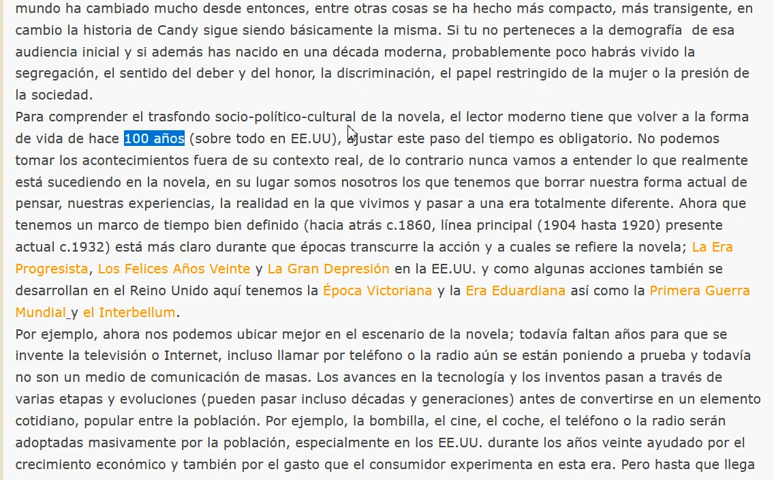 mundo ha cambiado mucho desde entonces, entre otras cosas se ha hecho más compacto, más transigente, en
cambio la historia de Candy sigue siendo básicamente la misma. Si tu no perteneces a la demografía de esa
audiencia inicial y si además has nacido en una década moderna, probablemente poco habrás vivido la
segregación, el sentido del deber y del honor, la discriminación, el papel restringido de la mujer o la presión de
la sociedad.
Para comprender el trasfondo socio-político-cultural de la novela, el lector moderno tiene que volver a la forma
de vida de hace 100 años (sobre todo en EE.UU), ajustar este paso del tiempo es obligatorio. No podemos
tomar los acontecimientos fuera de su contexto real, de lo contrario nunca vamos a entender lo que realmente
está sucediendo en la novela, en su lugar somos nosotros los que tenemos que borrar nuestra forma actual de
pensar, nuestras experiencias, la realidad en la que vivimos y pasar a una era totalmente diferente. Ahora que
tenemos un marco de tiempo bien definido (hacia atrás c.1860, línea principal (1904 hasta 1920) presente
actual c.1932) está más claro durante que épocas transcurre la acción y a cuales se refiere la novela; La Era
Progresista, Los Felices Años Veinte y La Gran Depresión en la EE.UU. y como algunas acciones también se
desarrollan en el Reino Unido aquí tenemos la Época Victoriana y la Era Eduardiana así como la Primera Guerra
Mundial y el Interbellum.
Por ejemplo, ahora nos podemos ubicar mejor en el escenario de la novela; todavía faltan años para que se
invente la televisión o Internet, incluso llamar por teléfono o la radio aún se están poniendo a prueba y todavía
no son un medio de comunicación de masas. Los avances en la tecnología y los inventos pasan a través de
varias etapas y evoluciones (pueden pasar incluso décadas y generaciones) antes de convertirse en un elemento
cotidiano, popular entre la población. Por ejemplo, la bombilla, el cine, el coche, el teléfono o la radio serán
adoptadas masivamente por la población, especialmente en los EE.UU. durante los años veinte ayudado por el
crecimiento económico y también por el gasto que el consumidor experimenta en esta era. Pero hasta que llega